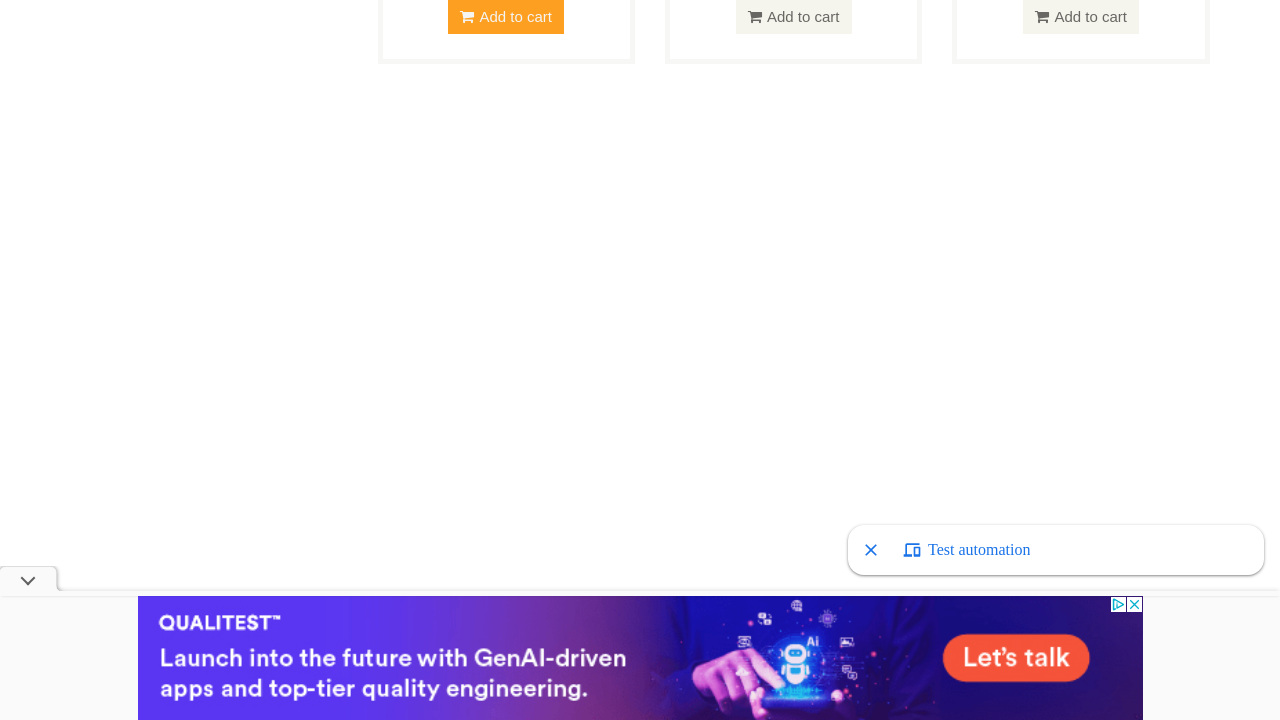 Add to cart
Add to cart
Add to cart
Test automation
QUALITEST™
Launch into the future with GenAI-driven
apps and top-tier quality engineering.
Ai
Let's talk